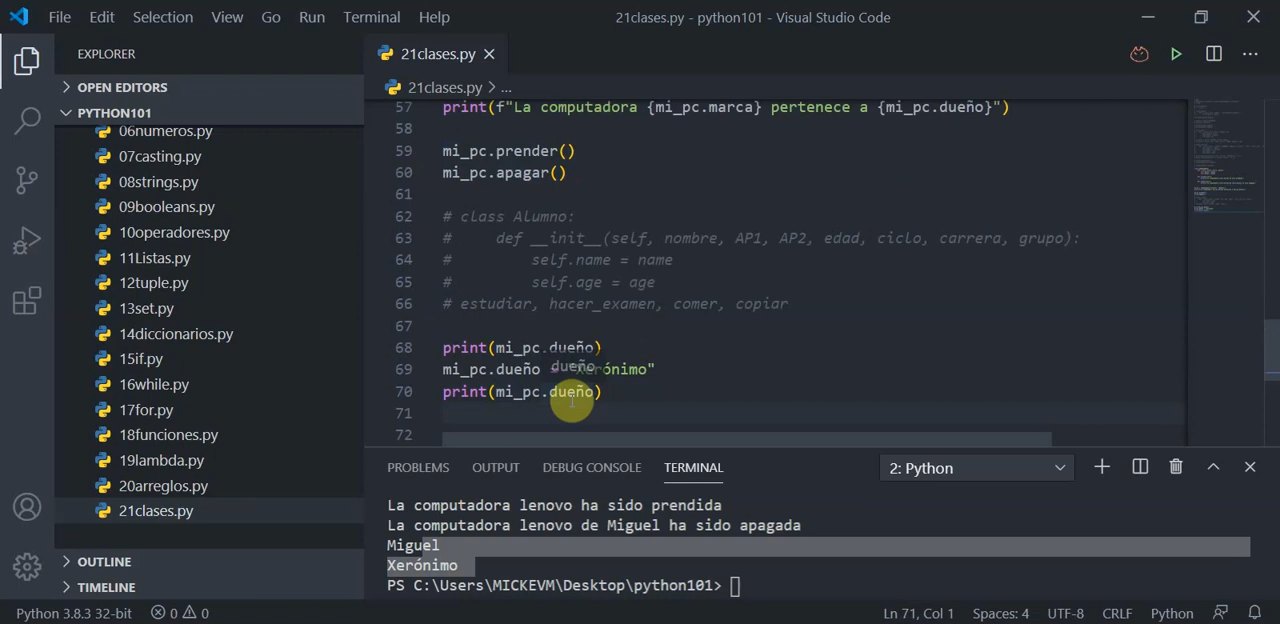 File Edit Selection View Go Run Terminal Help 21clases.py - python101 - Visual Studio Code
EXPLORER
OPEN EDITORS
PYTHON101
06numeros.py
07casting.py
08strings.py
09booleans.py
10operadores.py
11Listas.py
12tuple.py
13set.py
14diccionarios.py
15if.py
16while.py
17for.py
18funciones.py
19lambda.py
20arreglos.py
21clases.py
OUTLINE
TIMELINE
21clases.py
21clases.py > ...
57 print(f"La computadora {mi_pc.marca} pertenece a {mi_pc.dueño}")
58
59 mi_pc.prender()
60 mi_pc.apagar()
61
62 # class Alumno:
63 #     def __init__(self, nombre, AP1, AP2, edad, ciclo, carrera, grupo):
64 #         self.name = name
65 #         self.age = age
66 # estudiar, hacer_examen, comer, copiar
67
68 print(mi_pc.dueño)
69 mi_pc.dueño = "Xerónimo"
dueño
70 print(mi_pc.dueño)
71
72
PROBLEMS OUTPUT DEBUG CONSOLE TERMINAL 2: Python
La computadora lenovo ha sido prendida
La computadora lenovo de Miguel ha sido apagada
Miguel
Xerónimo
PS C:\Users\MICKEVM\Desktop\python101>
Python 3.8.3 32-bit 0 0 Ln 71, Col 1 Spaces: 4 UTF-8 CRLF Python